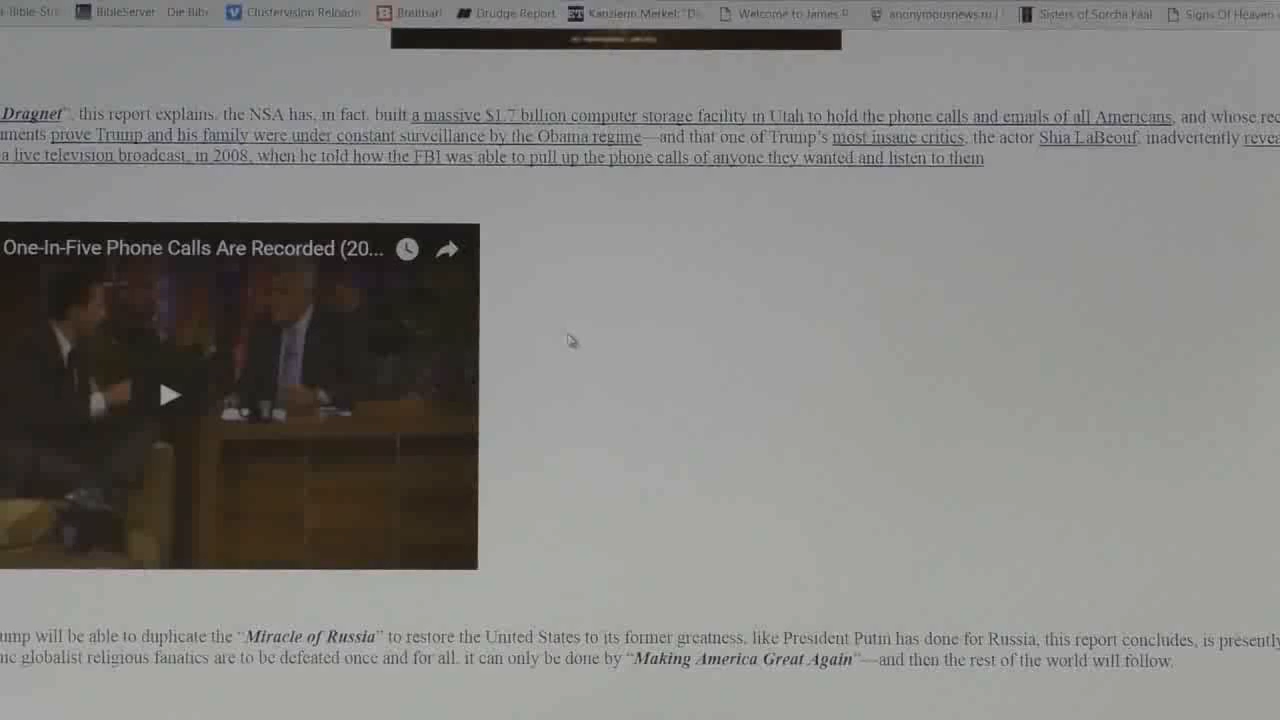 Bible-Stu BibleServer Die Bib Clustervision Reloade B Breitbart Drudge Report ET Kanzlerin Merkel: "D Welcome to James P anonymousnews.ru | Sisters of Sorcha Faal Signs Of Heaven
Dragnet", this report explains, the NSA has, in fact, built a massive $1.7 billion computer storage facility in Utah to hold the phone calls and emails of all Americans, and whose rec
uments prove Trump and his family were under constant surveillance by the Obama regime—and that one of Trump's most insane critics, the actor Shia LaBeouf, inadvertently revea
a live television broadcast, in 2008, when he told how the FBI was able to pull up the phone calls of anyone they wanted and listen to them
One-In-Five Phone Calls Are Recorded (20...
ump will be able to duplicate the "Miracle of Russia" to restore the United States to its former greatness, like President Putin has done for Russia, this report concludes, is presently
nic globalist religious fanatics are to be defeated once and for all, it can only be done by "Making America Great Again"—and then the rest of the world will follow.